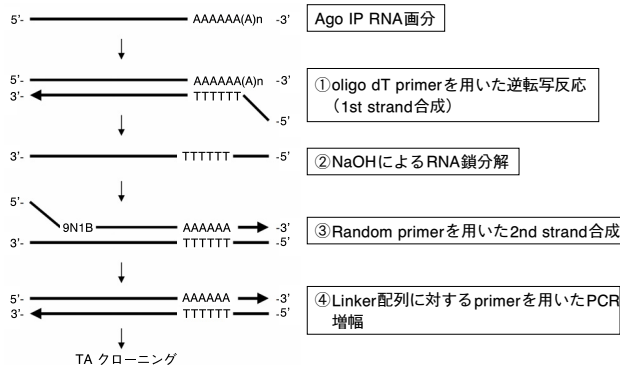 5'- AAAAAA(A)n -3'
Ago IP RNA画分
5'- AAAAAA(A)n -3'
3'- TTTTTT
-5'
①oligo dT primerを用いた逆転写反応
（1st strand合成）
3'- TTTTTT -5'
②NaOHによるRNA鎖分解
5'-
9N1B AAAAAA -3'
3'- TTTTTT -5'
③Random primerを用いた2nd strand合成
5'- AAAAAA -3'
3'- TTTTTT -5'
④Linker配列に対するprimerを用いたPCR
増幅
TA クローニング